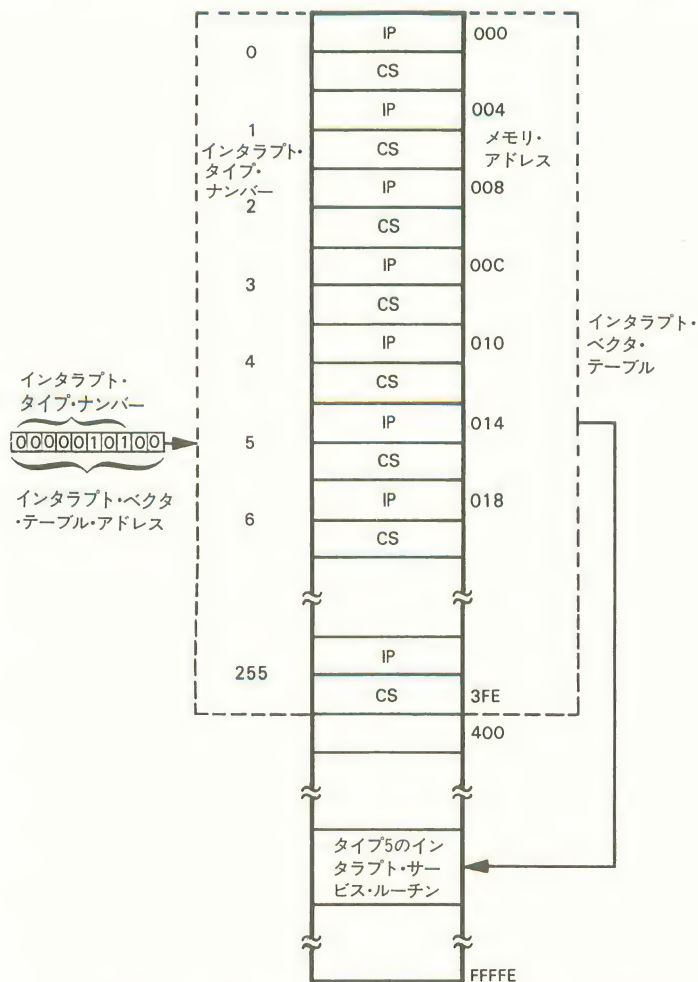 IP
000
0
CS
IP
004
1
インタラプト・
タイプ・
ナンバー
CS
メモリ・
アドレス
IP
008
2
CS
IP
00C
3
CS
インタラプト・
ベクタ・
テーブル
IP
010
4
CS
インタラプト・
タイプ・ナンバー
0000010100
インタラプト・ベクタ
・テーブル・アドレス
IP
014
5
CS
IP
018
6
CS
IP
255
CS
3FE
400
タイプ5のイン
タラプト・サー
ビス・ルーチン
FFFFE